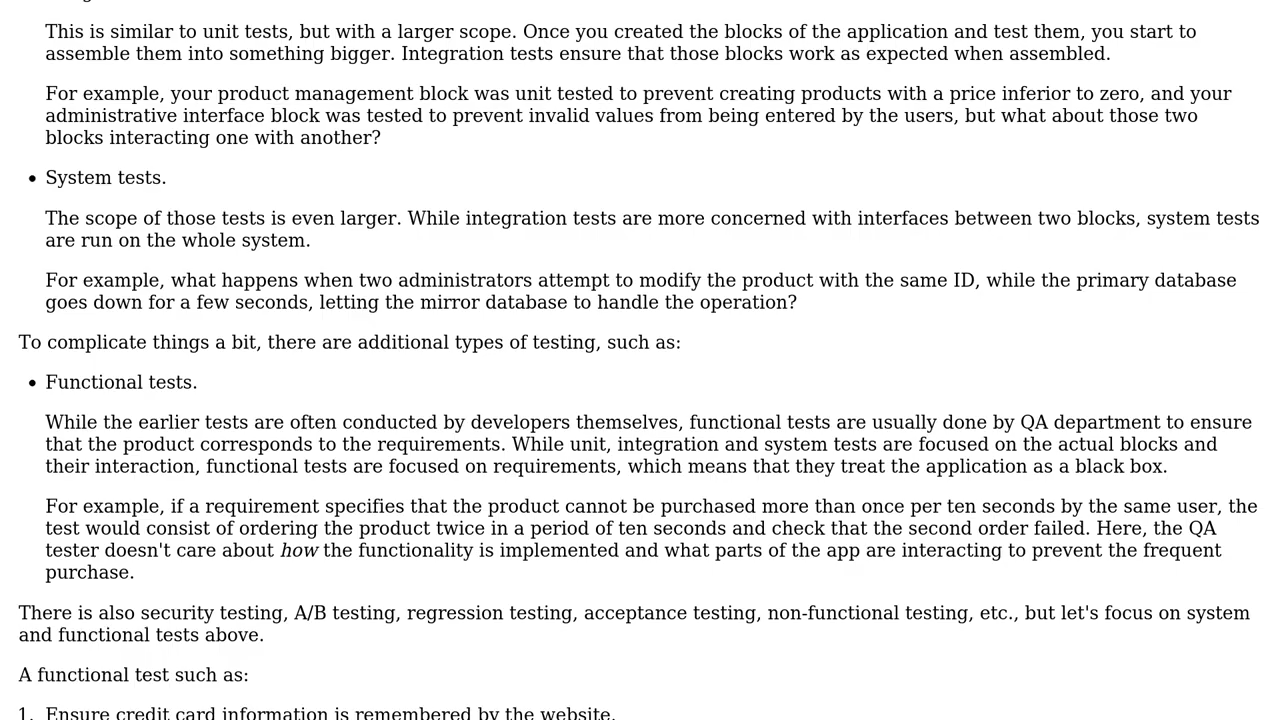 This is similar to unit tests, but with a larger scope. Once you created the blocks of the application and test them, you start to
assemble them into something bigger. Integration tests ensure that those blocks work as expected when assembled.
For example, your product management block was unit tested to prevent creating products with a price inferior to zero, and your
administrative interface block was tested to prevent invalid values from being entered by the users, but what about those two
blocks interacting one with another?
• System tests.
The scope of those tests is even larger. While integration tests are more concerned with interfaces between two blocks, system tests
are run on the whole system.
For example, what happens when two administrators attempt to modify the product with the same ID, while the primary database
goes down for a few seconds, letting the mirror database to handle the operation?
To complicate things a bit, there are additional types of testing, such as:
• Functional tests.
While the earlier tests are often conducted by developers themselves, functional tests are usually done by QA department to ensure
that the product corresponds to the requirements. While unit, integration and system tests are focused on the actual blocks and
their interaction, functional tests are focused on requirements, which means that they treat the application as a black box.
For example, if a requirement specifies that the product cannot be purchased more than once per ten seconds by the same user, the
test would consist of ordering the product twice in a period of ten seconds and check that the second order failed. Here, the QA
tester doesn't care about how the functionality is implemented and what parts of the app are interacting to prevent the frequent
purchase.
There is also security testing, A/B testing, regression testing, acceptance testing, non-functional testing, etc., but let's focus on system
and functional tests above.
A functional test such as:
1. Ensure credit card information is remembered by the website.